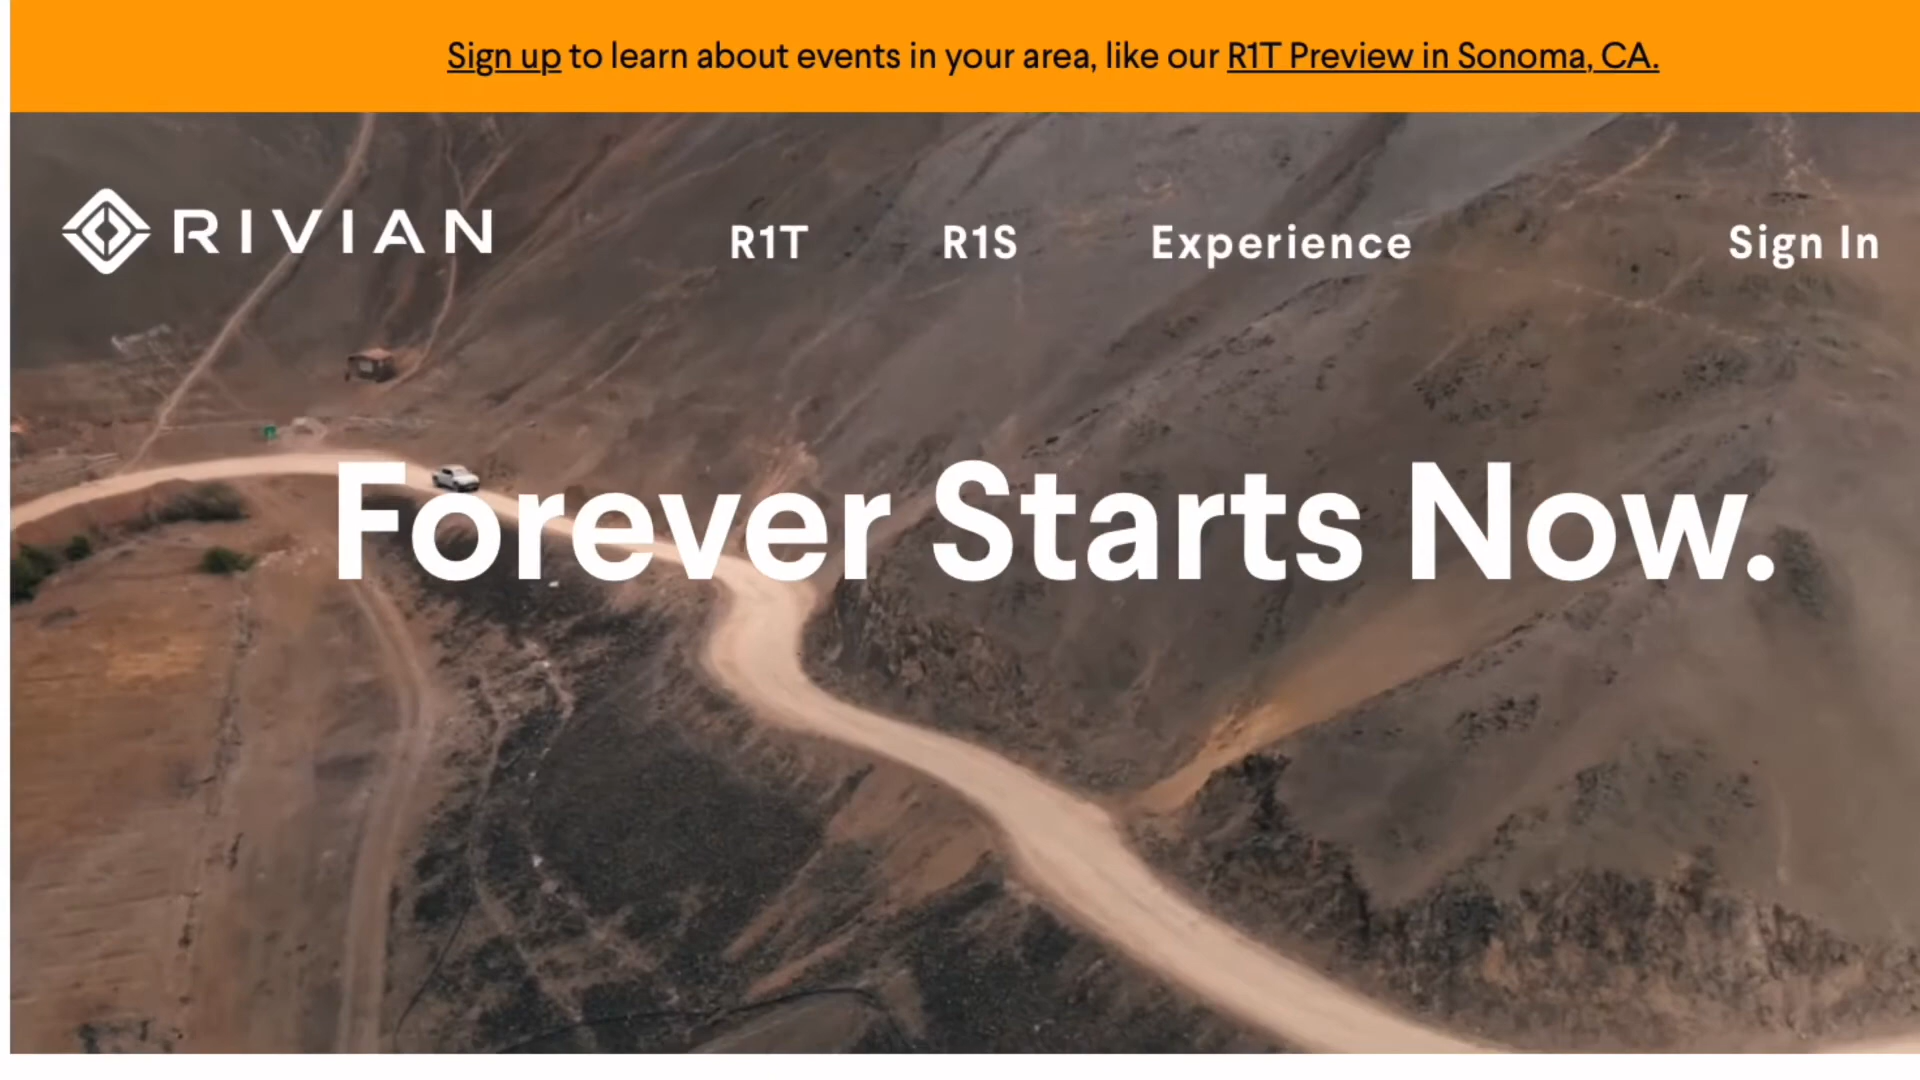 Sign up to learn about events in your area, like our R1T Preview in Sonoma, CA.
RIVIAN R1T R1S Experience Sign In
Forever Starts Now.